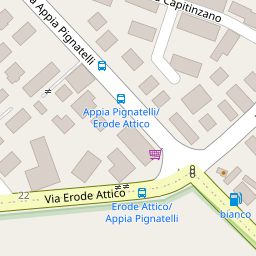 Capitinzano
Via Appia Pignatelli
Appia Pignatelli/
Erode Attico
22
Via Erode Attico
Erode Attico/
Appia Pignatelli
bianco